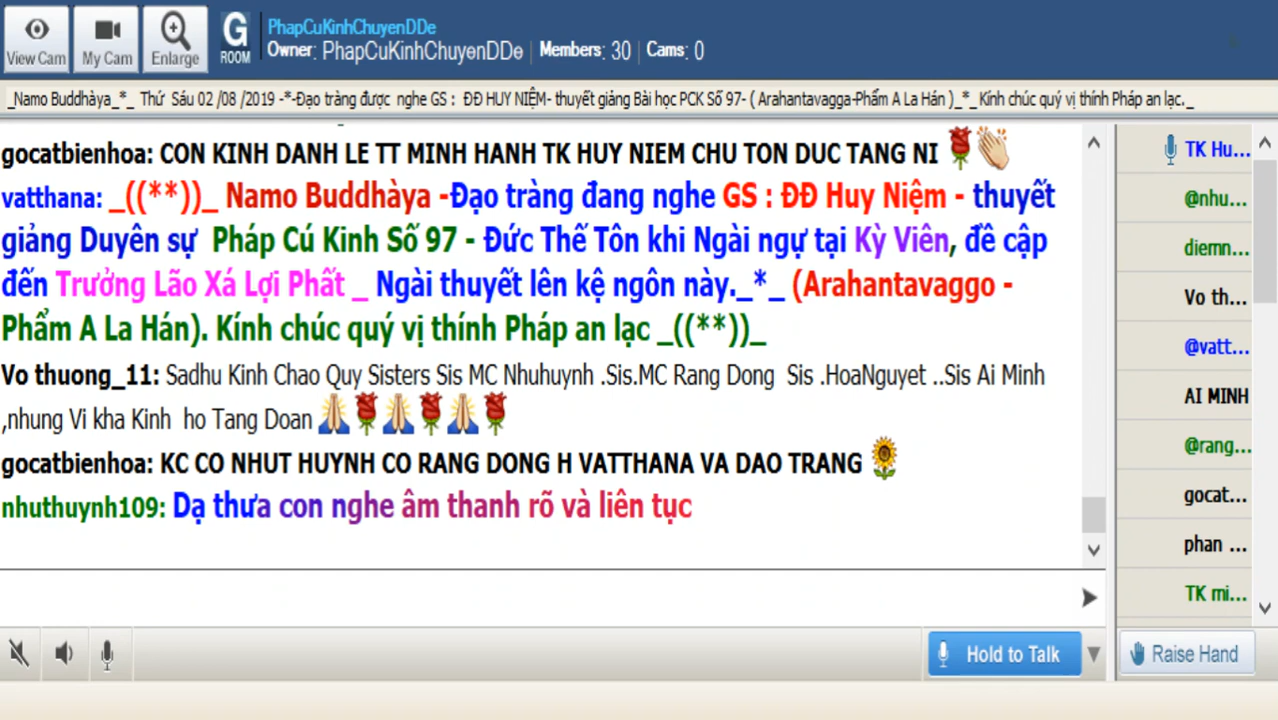 View Cam
My Cam
Enlarge
G
ROOM
PhapCuKinhChuyenDDe
Owner: PhapCuKinhChuyenDDe | Members: 30 | Cams: 0
_Namo Buddhàya_*_ Thứ Sáu 02 /08 /2019 -*-Đạo tràng được nghe GS : ĐĐ HUY NIỆM- thuyết giảng Bài học PCK Số 97- ( Arahantavagga-Phẩm A La Hán )_*_ Kính chúc quý vị thính Pháp an lạc._
gocatbienhoa: CON KINH DANH LE TT MINH HANH TK HUY NIEM CHU TON DUC TANG NI 🌹👏
vatthana: _((**))_ Namo Buddhàya -Đạo tràng đang nghe GS : ĐĐ Huy Niệm - thuyết
giảng Duyên sự Pháp Cú Kinh Số 97 - Đức Thế Tôn khi Ngài ngự tại Kỳ Viên, đề cập
đến Trưởng Lão Xá Lợi Phất _ Ngài thuyết lên kệ ngôn này._*_ (Arahantavaggo -
Phẩm A La Hán). Kính chúc quý vị thính Pháp an lạc _((**))_
Vo thuong_11: Sadhu Kinh Chao Quy Sisters Sis MC Nhuhuynh .Sis.MC Rang Dong Sis .HoaNguyet ..Sis Ai Minh
,nhung Vi kha Kinh ho Tang Doan 🙏🌹🙏🌹🙏🌹
gocatbienhoa: KC CO NHUT HUYNH CO RANG DONG H VATTHANA VA DAO TRANG 🌻
nhuthuynh109: Dạ thưa con nghe âm thanh rõ và liên tục
TK Hu...
@nhu...
diemn...
Vo th...
@vatt...
AI MINH
@rang...
gocat...
phan ...
TK mi...
Hold to Talk
Raise Hand